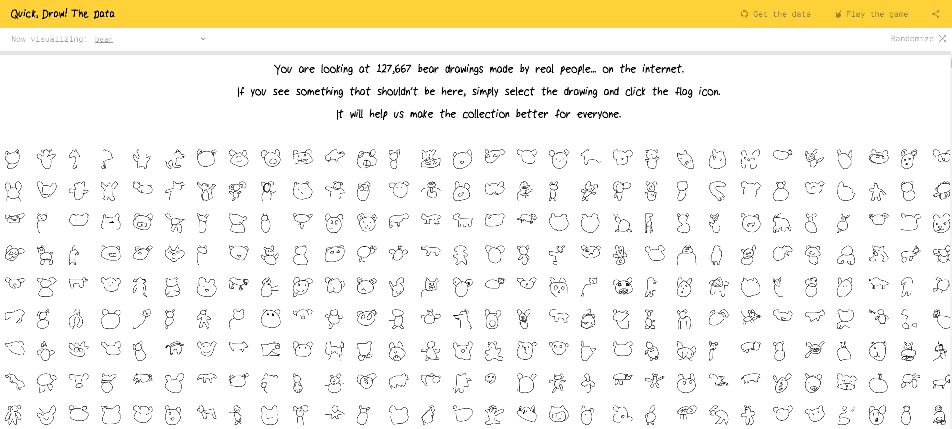 Quick, Draw! The Data
Get the data
Play the game
Now visualizing: bear
Randomize
You are looking at 127,667 bear drawings made by real people... on the internet.
If you see something that shouldn't be here, simply select the drawing and click the flag icon.
It will help us make the collection better for everyone.